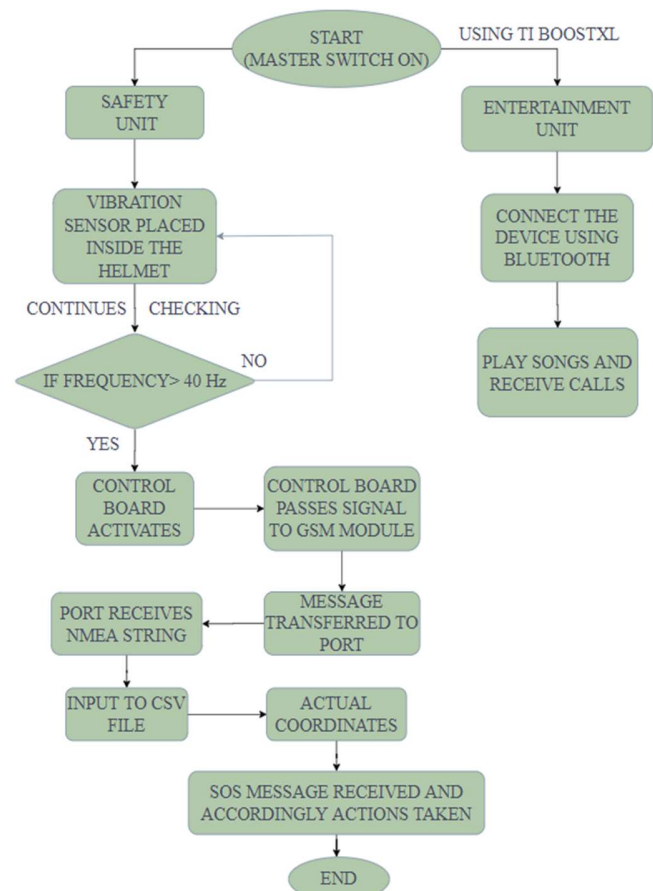 START
(MASTER SWITCH ON)
USING TI BOOSTXL
SAFETY
UNIT
ENTERTAINMENT
UNIT
VIBRATION
SENSOR PLACED
INSIDE THE
HELMET
CONNECT THE
DEVICE USING
BLUETOOTH
CONTINUES CHECKING
PLAY SONGS AND
RECEIVE CALLS
IF FREQUENCY> 40 Hz
NO
YES
CONTROL
BOARD
ACTIVATES
CONTROL BOARD
PASSES SIGNAL
TO GSM MODULE
MESSAGE
TRANSFERRED TO
PORT
PORT RECEIVES
NMEA STRING
INPUT TO CSV
FILE
ACTUAL
COORDINATES
SOS MESSAGE RECEIVED AND
ACCORDINGLY ACTIONS TAKEN
END